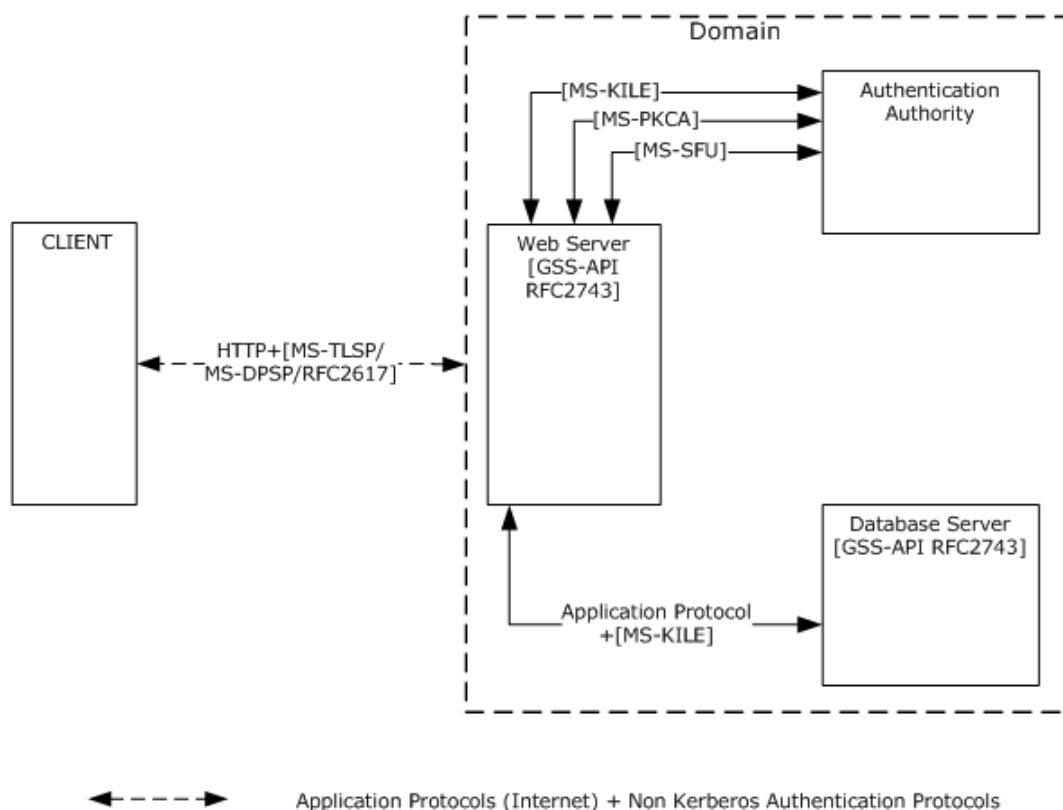 Domain
[MS-KILE]
[MS-PKCA]
[MS-SFU]
Authentication
Authority
CLIENT
Web Server
[GSS-API
RFC2743]
HTTP+[MS-TLSP/
MS-DPSP/RFC2617]
Database Server
[GSS-API RFC2743]
Application Protocol
+[MS-KILE]
Application Protocols (Internet) + Non Kerberos Authentication Protocols